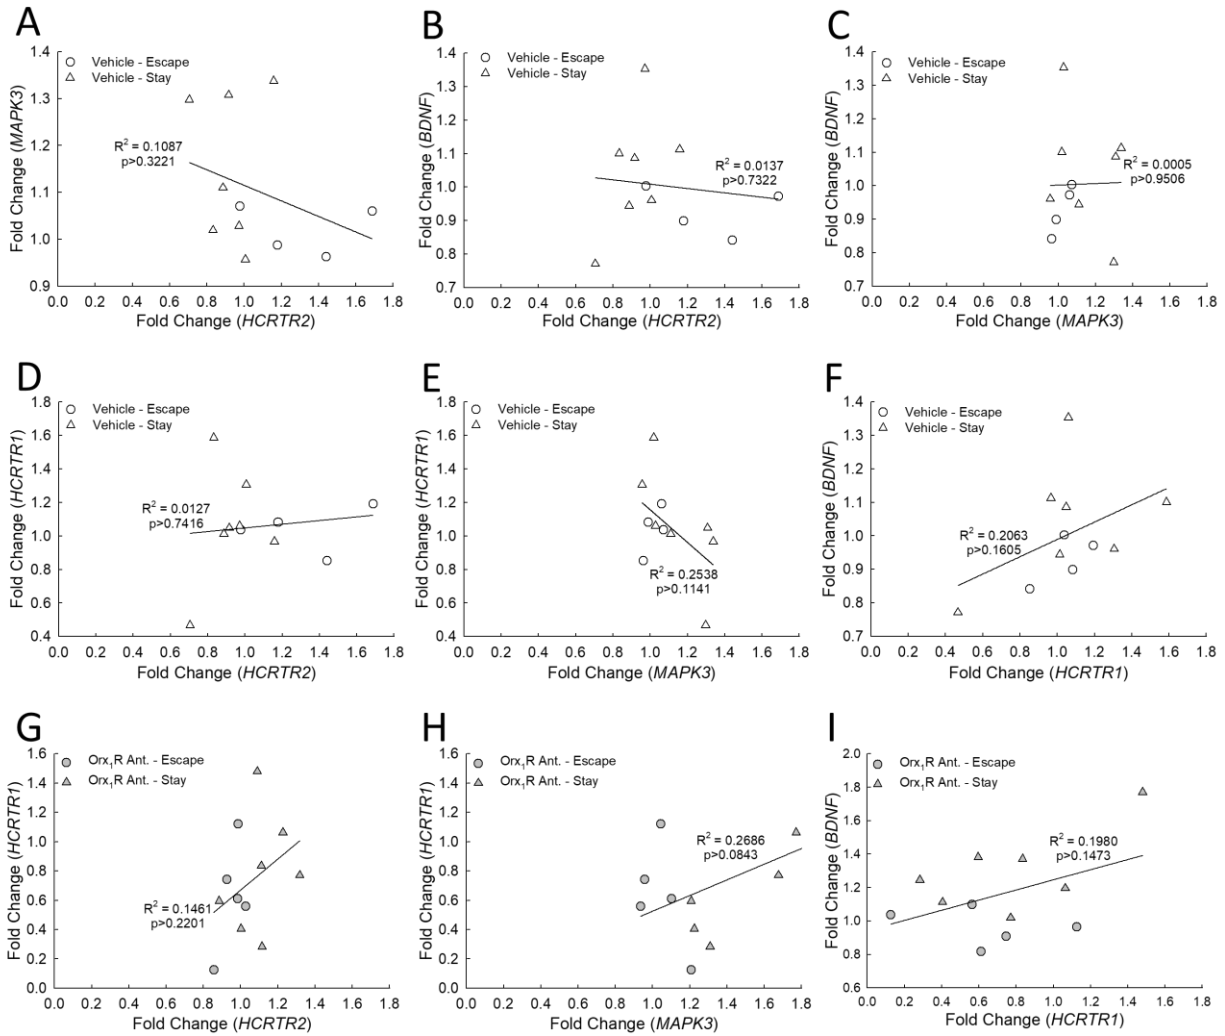 A
Vehicle - Escape
Vehicle - Stay
R² = 0.1087
p>0.3221
Fold Change (MAPK3)
1.4
1.3
1.2
1.1
1.0
0.9
0.0 0.2 0.4 0.6 0.8 1.0 1.2 1.4 1.6 1.8
Fold Change (HCRTR2)
B
Vehicle - Escape
Vehicle - Stay
R² = 0.0137
p>0.7322
Fold Change (BDNF)
1.4
1.3
1.2
1.1
1.0
0.9
0.8
0.7
0.0 0.2 0.4 0.6 0.8 1.0 1.2 1.4 1.6 1.8
Fold Change (HCRTR2)
C
Vehicle - Escape
Vehicle - Stay
R² = 0.0005
p>0.9506
Fold Change (BDNF)
1.4
1.3
1.2
1.1
1.0
0.9
0.8
0.7
0.0 0.2 0.4 0.6 0.8 1.0 1.2 1.4 1.6 1.8
Fold Change (MAPK3)
D
Vehicle - Escape
Vehicle - Stay
R² = 0.0127
p>0.7416
Fold Change (HCRTR1)
1.8
1.6
1.4
1.2
1.0
0.8
0.6
0.4
0.0 0.2 0.4 0.6 0.8 1.0 1.2 1.4 1.6 1.8
Fold Change (HCRTR2)
E
Vehicle - Escape
Vehicle - Stay
R² = 0.2538
p>0.1141
Fold Change (HCRTR1)
1.8
1.6
1.4
1.2
1.0
0.8
0.6
0.4
0.0 0.2 0.4 0.6 0.8 1.0 1.2 1.4 1.6 1.8
Fold Change (MAPK3)
F
Vehicle - Escape
Vehicle - Stay
R² = 0.2063
p>0.1605
Fold Change (BDNF)
1.4
1.3
1.2
1.1
1.0
0.9
0.8
0.7
0.0 0.2 0.4 0.6 0.8 1.0 1.2 1.4 1.6 1.8
Fold Change (HCRTR1)
G
Orx₁R Ant. - Escape
Orx₁R Ant. - Stay
R² = 0.1461
p>0.2201
Fold Change (HCRTR1)
1.6
1.4
1.2
1.0
0.8
0.6
0.4
0.2
0.0
0.0 0.2 0.4 0.6 0.8 1.0 1.2 1.4 1.6 1.8
Fold Change (HCRTR2)
H
Orx₁R Ant. - Escape
Orx₁R Ant. - Stay
R² = 0.2686
p>0.0843
Fold Change (HCRTR1)
1.6
1.4
1.2
1.0
0.8
0.6
0.4
0.2
0.0
0.0 0.2 0.4 0.6 0.8 1.0 1.2 1.4 1.6 1.8
Fold Change (MAPK3)
I
Orx₁R Ant. - Escape
Orx₁R Ant. - Stay
R² = 0.1980
p>0.1473
Fold Change (BDNF)
2.0
1.8
1.6
1.4
1.2
1.0
0.8
0.6
0.0 0.2 0.4 0.6 0.8 1.0 1.2 1.4 1.6 1.8
Fold Change (HCRTR1)